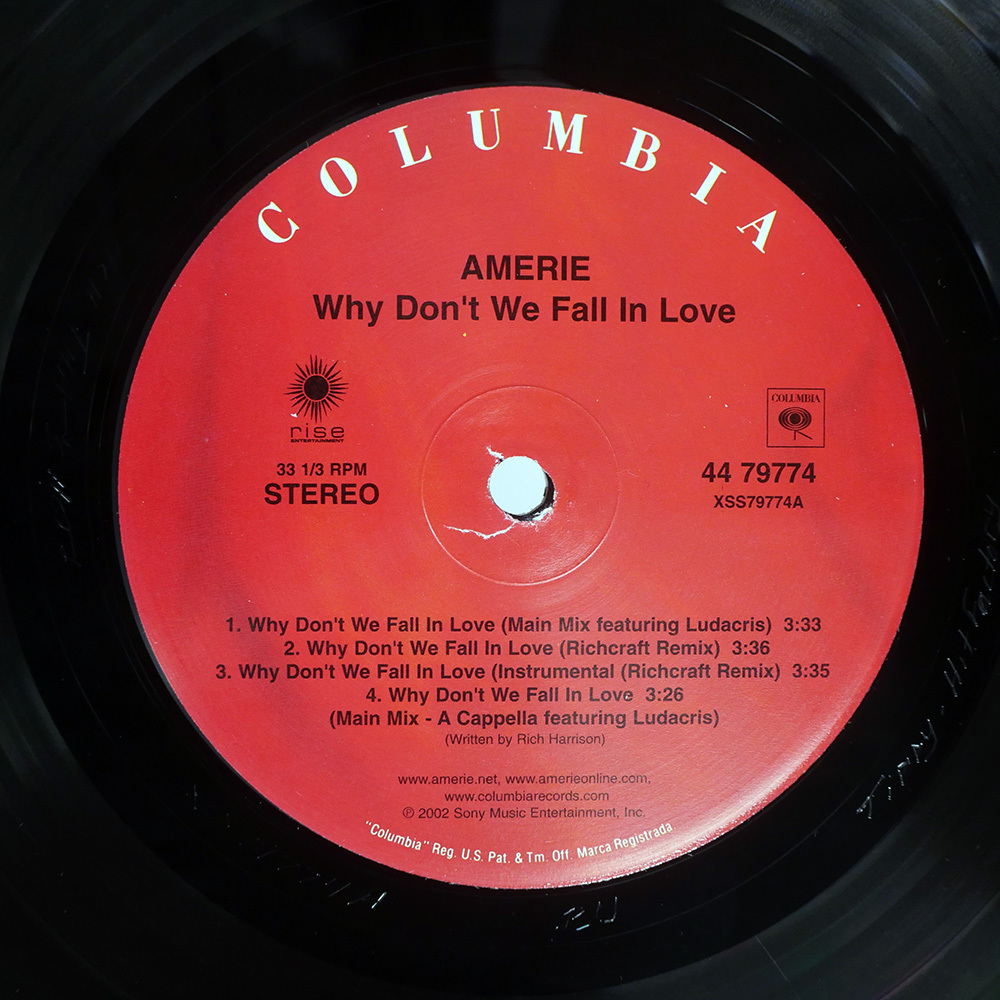 COLUMBIA
AMERIE
Why Don't We Fall In Love
rise
ENTERTAINMENT
COLUMBIA
33 1/3 RPM
STEREO
44 79774
XSS79774A
1. Why Don't We Fall In Love (Main Mix featuring Ludacris) 3:33
2. Why Don't We Fall In Love (Richcraft Remix) 3:36
3. Why Don't We Fall In Love (Instrumental (Richcraft Remix) 3:35
4. Why Don't We Fall In Love 3:26
(Main Mix - A Cappella featuring Ludacris)
(Written by Rich Harrison)
www.amerie.net, www.amerieonline.com,
www.columbiarecords.com
℗ 2002 Sony Music Entertainment, Inc.
"Columbia" Reg. U.S. Pat. & Tm. Off. Marca Registrada